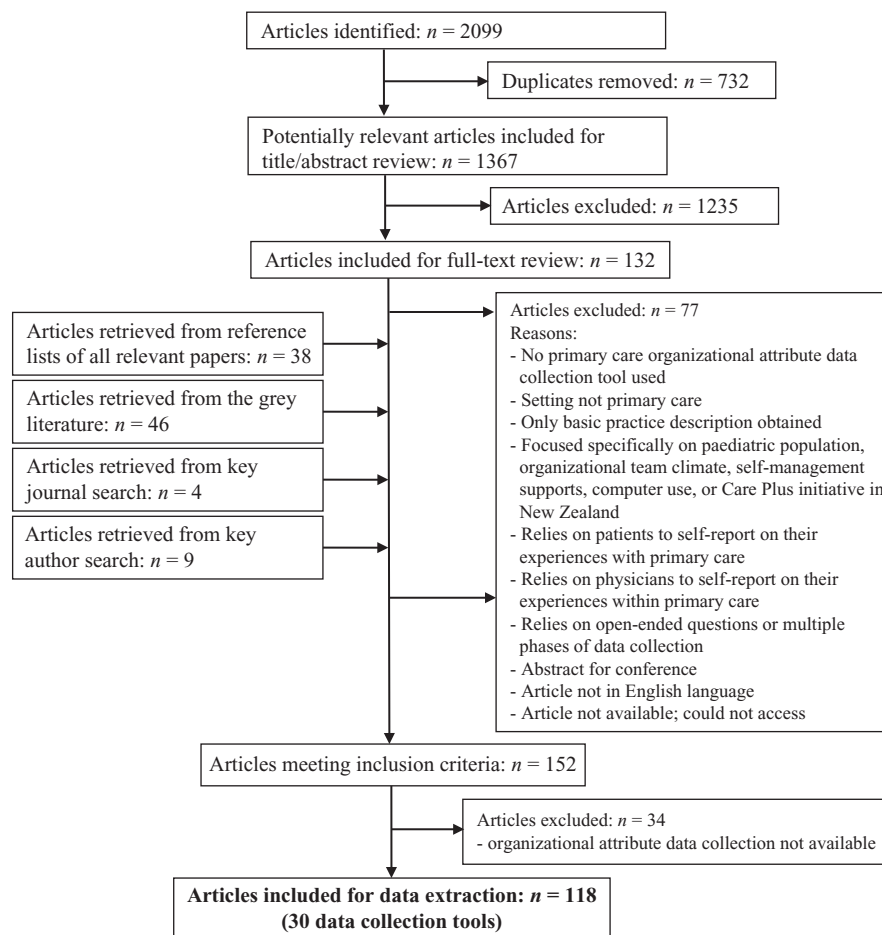 Articles identified: n = 2099
Duplicates removed: n = 732
Potentially relevant articles included for
title/abstract review: n = 1367
Articles excluded: n = 1235
Articles included for full-text review: n = 132
Articles retrieved from reference
lists of all relevant papers: n = 38
Articles retrieved from the grey
literature: n = 46
Articles retrieved from key
journal search: n = 4
Articles retrieved from key
author search: n = 9
Articles excluded: n = 77
Reasons:
- No primary care organizational attribute data
collection tool used
- Setting not primary care
- Only basic practice description obtained
- Focused specifically on paediatric population,
organizational team climate, self-management
supports, computer use, or Care Plus initiative in
New Zealand
- Relies on patients to self-report on their
experiences with primary care
- Relies on physicians to self-report on their
experiences within primary care
- Relies on open-ended questions or multiple
phases of data collection
- Abstract for conference
- Article not in English language
- Article not available; could not access
Articles meeting inclusion criteria: n = 152
Articles excluded: n = 34
- organizational attribute data collection not available
Articles included for data extraction: n = 118
(30 data collection tools)